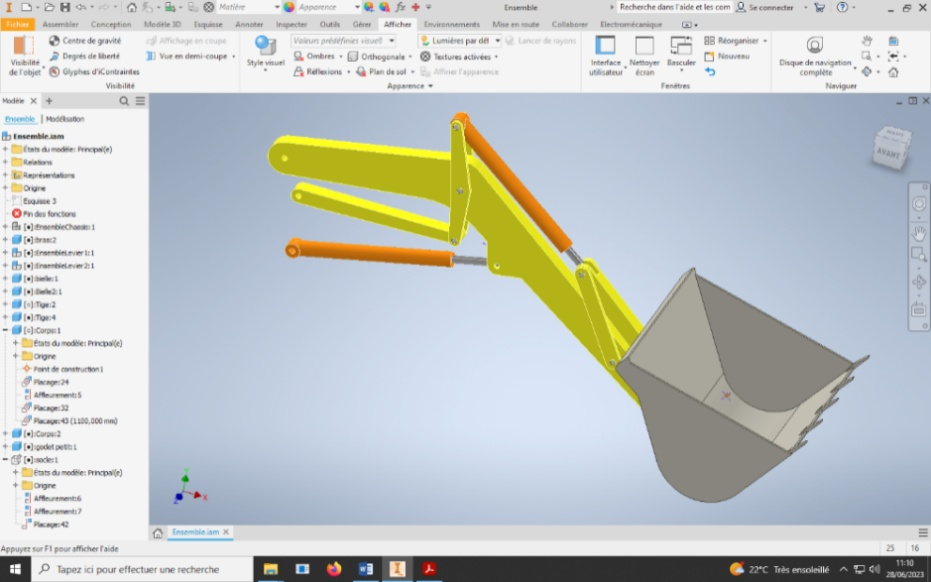 Matière Apparence Ensemble Recherche dans l'aide et les com Se connecter
Fichier Assembler Conception Modèle 3D Esquisse Annoter Inspecter Outils Gérer Afficher Environnements Mise en route Collaborer Electromécanique
Visibilité de l'objet
Centre de gravité
Degrés de liberté
Glyphes d'iContraintes
Affichage en coupe
Vue en demi-coupe
Visibilité
Style visuel
Valeurs prédéfinies visuell
Ombres
Réflexions
Orthogonale
Plan de sol
Lumières par déf
Textures activées
Affiner l'apparence
Lancer de rayons
Apparence
Interface utilisateur
Nettoyer écran
Basculer
Réorganiser
Nouveau
Fenêtres
Disque de navigation complète
Naviguer
Modèle
Ensemble Modélisation
Ensemble.iam
États du modèle: Principal(e)
Relations
Représentations
Origine
Esquisse 3
Fin des fonctions
EnsembleChassis:1
bras:2
EnsembleLevier1:1
EnsembleLevier2:1
Bielle:1
Bielle2:1
Tige:2
Tige:4
Corps:1
États du modèle: Principal(e)
Origine
Point de construction1
Placage:24
Affleurement:5
Placage:32
Placage:43 (1100,000 mm)
Corps:2
godet petit:1
socle:1
États du modèle: Principal(e)
Origine
Affleurement:6
Affleurement:7
Placage:42
AVANT
Y
X
Z
Ensemble.iam
Appuyez sur F1 pour afficher l'aide
25 16
Tapez ici pour effectuer une recherche
22°C Très ensoleillé
11:10
28/06/2023